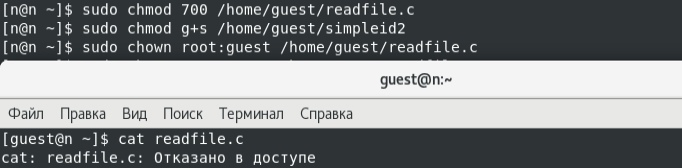 [n@n ~]$ sudo chmod 700 /home/guest/readfile.c
[n@n ~]$ sudo chmod g+s /home/guest/simpleid2
[n@n ~]$ sudo chown root:guest /home/guest/readfile.c
guest@n:~
Файл Правка Вид Поиск Терминал Справка
[guest@n ~]$ cat readfile.c
cat: readfile.c: Отказано в доступе